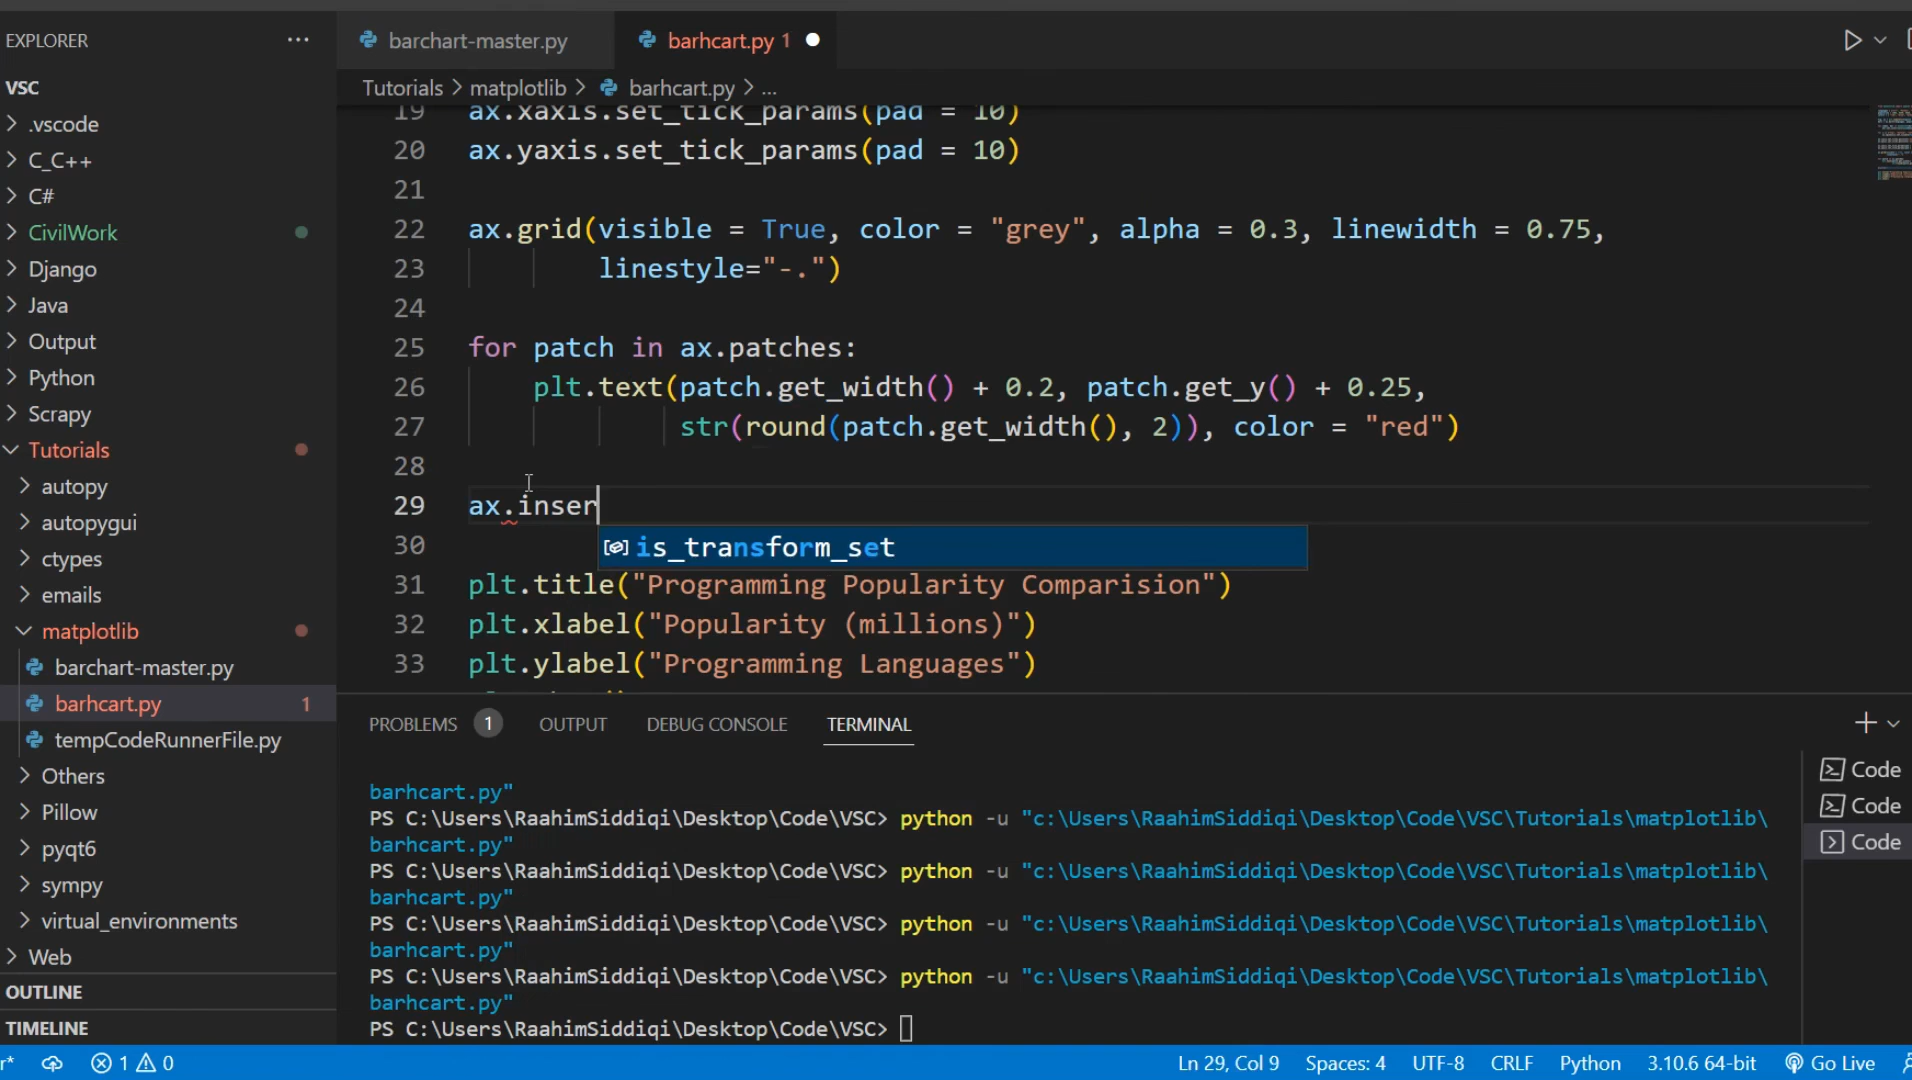 EXPLORER
VSC
.vscode
C_C++
C#
CivilWork
Django
Java
Output
Python
Scrapy
Tutorials
autopy
autopygui
ctypes
emails
matplotlib
barchart-master.py
barhcart.py 1
tempCodeRunnerFile.py
Others
Pillow
pyqt6
sympy
virtual_environments
Web
OUTLINE
TIMELINE
barchart-master.py
barhcart.py 1
Tutorials > matplotlib > barhcart.py > ...
19 ax.xaxis.set_tick_params(pad = 10)
20 ax.yaxis.set_tick_params(pad = 10)
21
22 ax.grid(visible = True, color = "grey", alpha = 0.3, linewidth = 0.75,
23 linestyle="-.")
24
25 for patch in ax.patches:
26 plt.text(patch.get_width() + 0.2, patch.get_y() + 0.25,
27 str(round(patch.get_width(), 2)), color = "red")
28
29 ax.inser
is_transform_set
30
31 plt.title("Programming Popularity Comparision")
32 plt.xlabel("Popularity (millions)")
33 plt.ylabel("Programming Languages")
PROBLEMS 1 OUTPUT DEBUG CONSOLE TERMINAL
barhcart.py"
PS C:\Users\RaahimSiddiqi\Desktop\Code\VSC> python -u "c:\Users\RaahimSiddiqi\Desktop\Code\VSC\Tutorials\matplotlib\
barhcart.py"
PS C:\Users\RaahimSiddiqi\Desktop\Code\VSC> python -u "c:\Users\RaahimSiddiqi\Desktop\Code\VSC\Tutorials\matplotlib\
barhcart.py"
PS C:\Users\RaahimSiddiqi\Desktop\Code\VSC> python -u "c:\Users\RaahimSiddiqi\Desktop\Code\VSC\Tutorials\matplotlib\
barhcart.py"
PS C:\Users\RaahimSiddiqi\Desktop\Code\VSC> python -u "c:\Users\RaahimSiddiqi\Desktop\Code\VSC\Tutorials\matplotlib\
barhcart.py"
PS C:\Users\RaahimSiddiqi\Desktop\Code\VSC>
Code
Code
Code
r* 1 0 Ln 29, Col 9 Spaces: 4 UTF-8 CRLF Python 3.10.6 64-bit Go Live